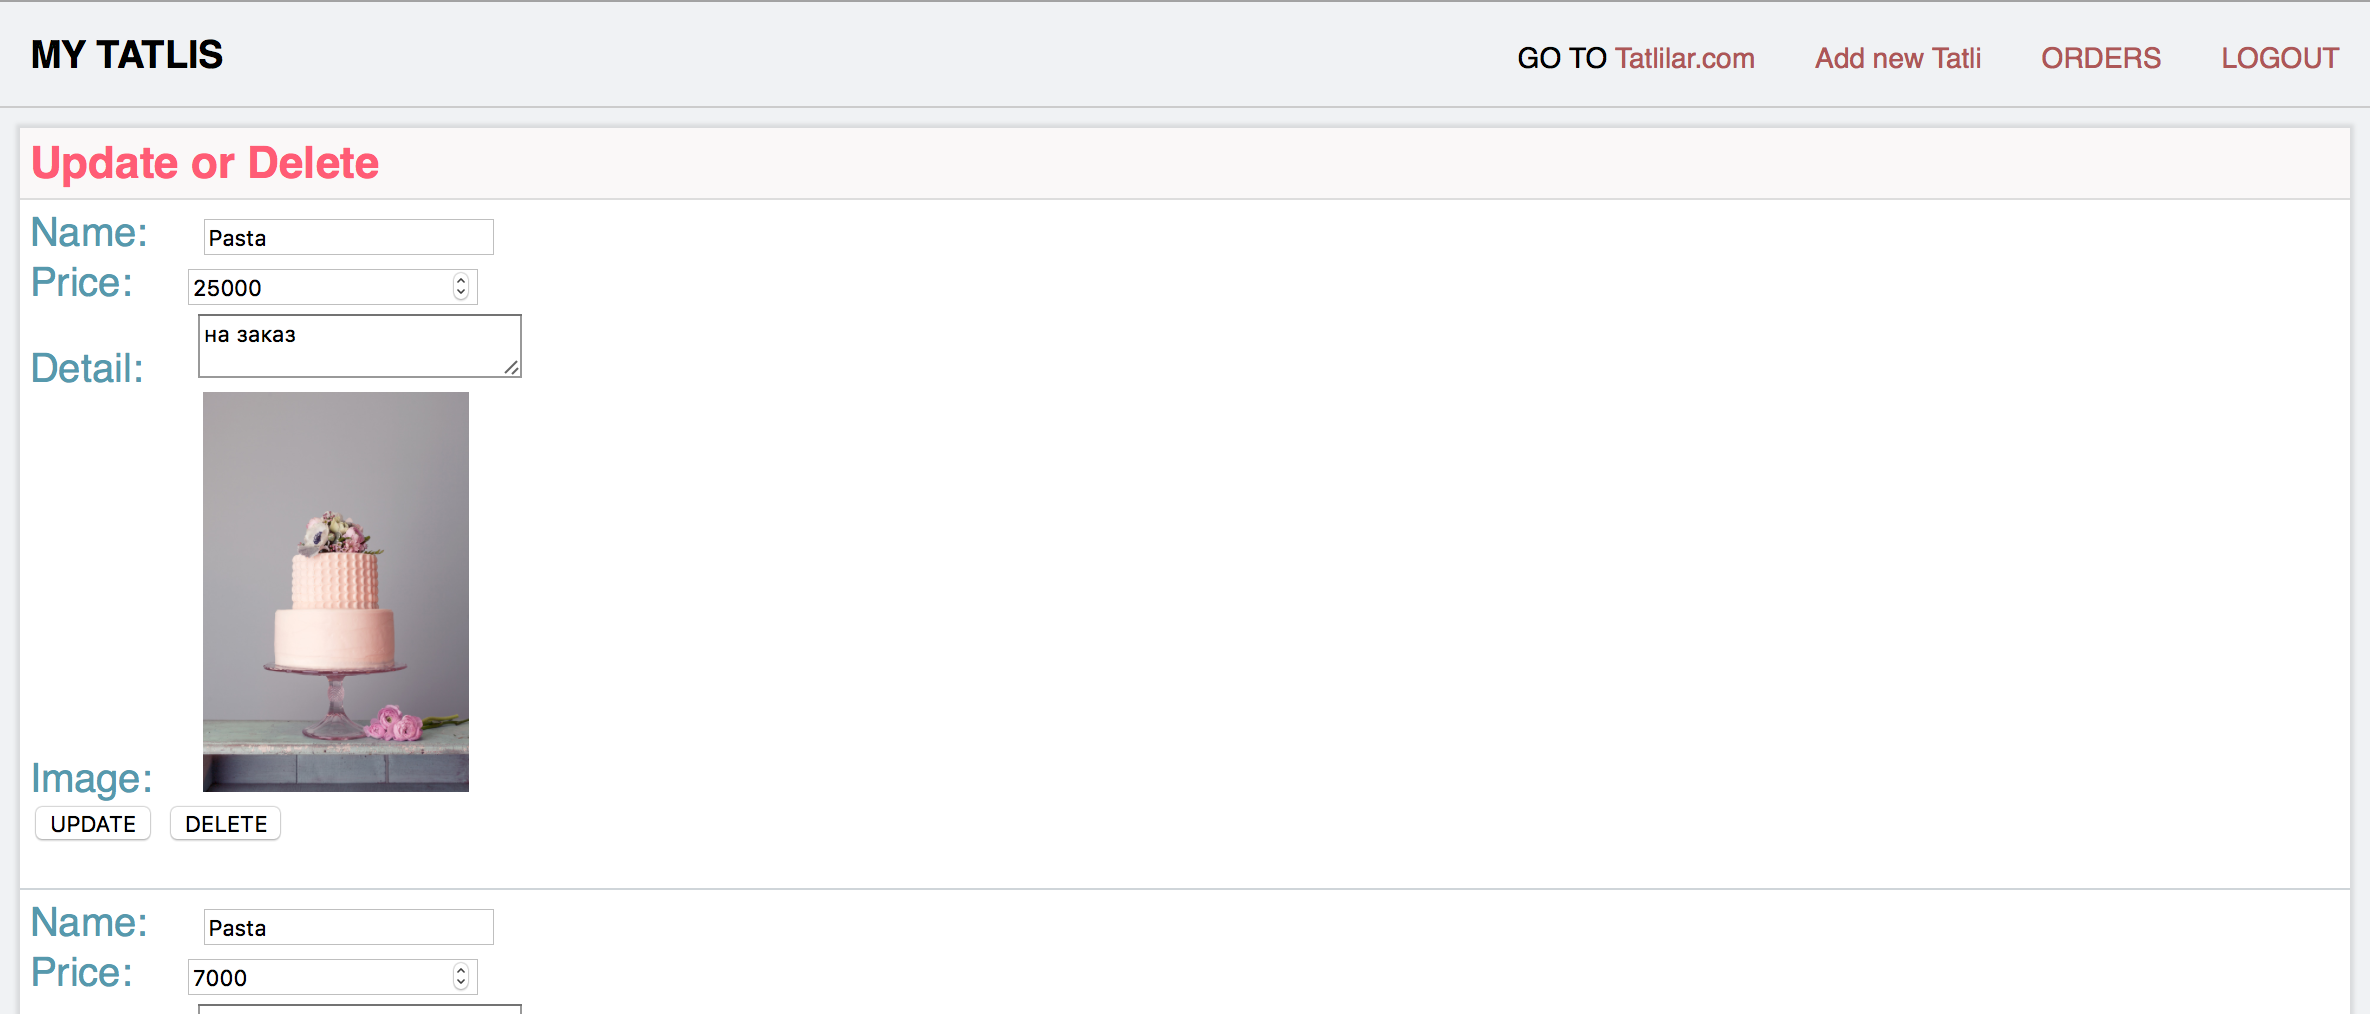 MY TATLIS
GO TO Tatlilar.com Add new Tatli ORDERS LOGOUT
Update or Delete
Name: Pasta
Price: 25000
Detail: на заказ
Image:
UPDATE DELETE
Name: Pasta
Price: 7000